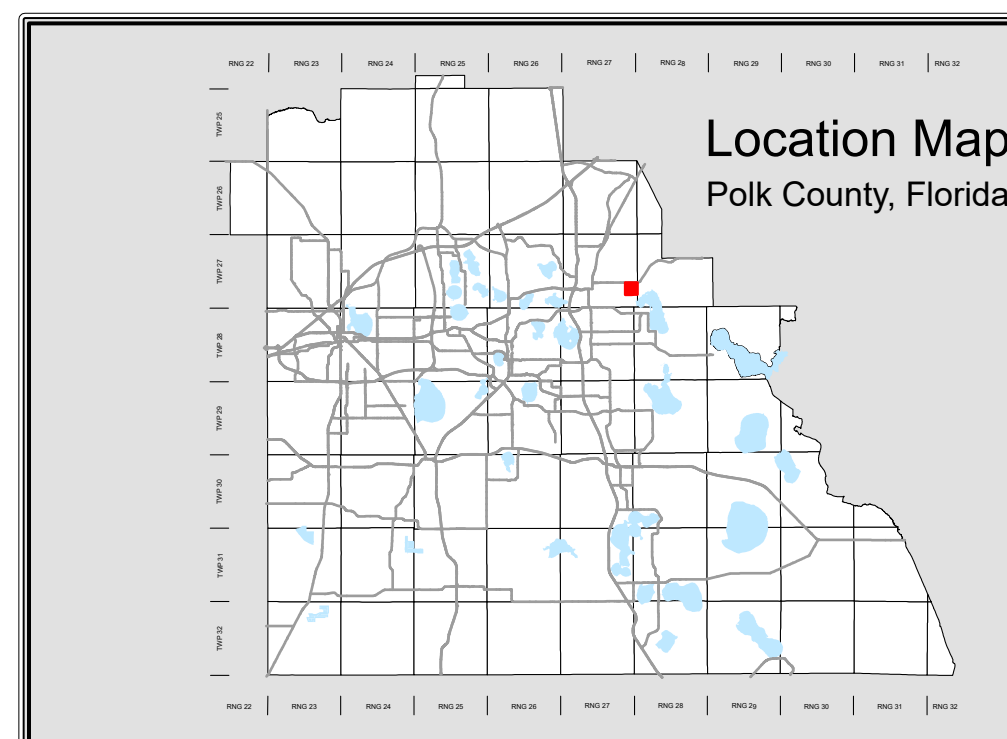 RNG 22 RNG 23 RNG 24 RNG 25 RNG 26 RNG 27 RNG 28 RNG 29 RNG 30 RNG 31 RNG 32
Location Map
Polk County, Florida
TWP 25
TWP 26
TWP 27
TWP 28
TWP 29
TWP 30
TWP 31
TWP 32
RNG 22 RNG 23 RNG 24 RNG 25 RNG 26 RNG 27 RNG 28 RNG 29 RNG 30 RNG 31 RNG 32